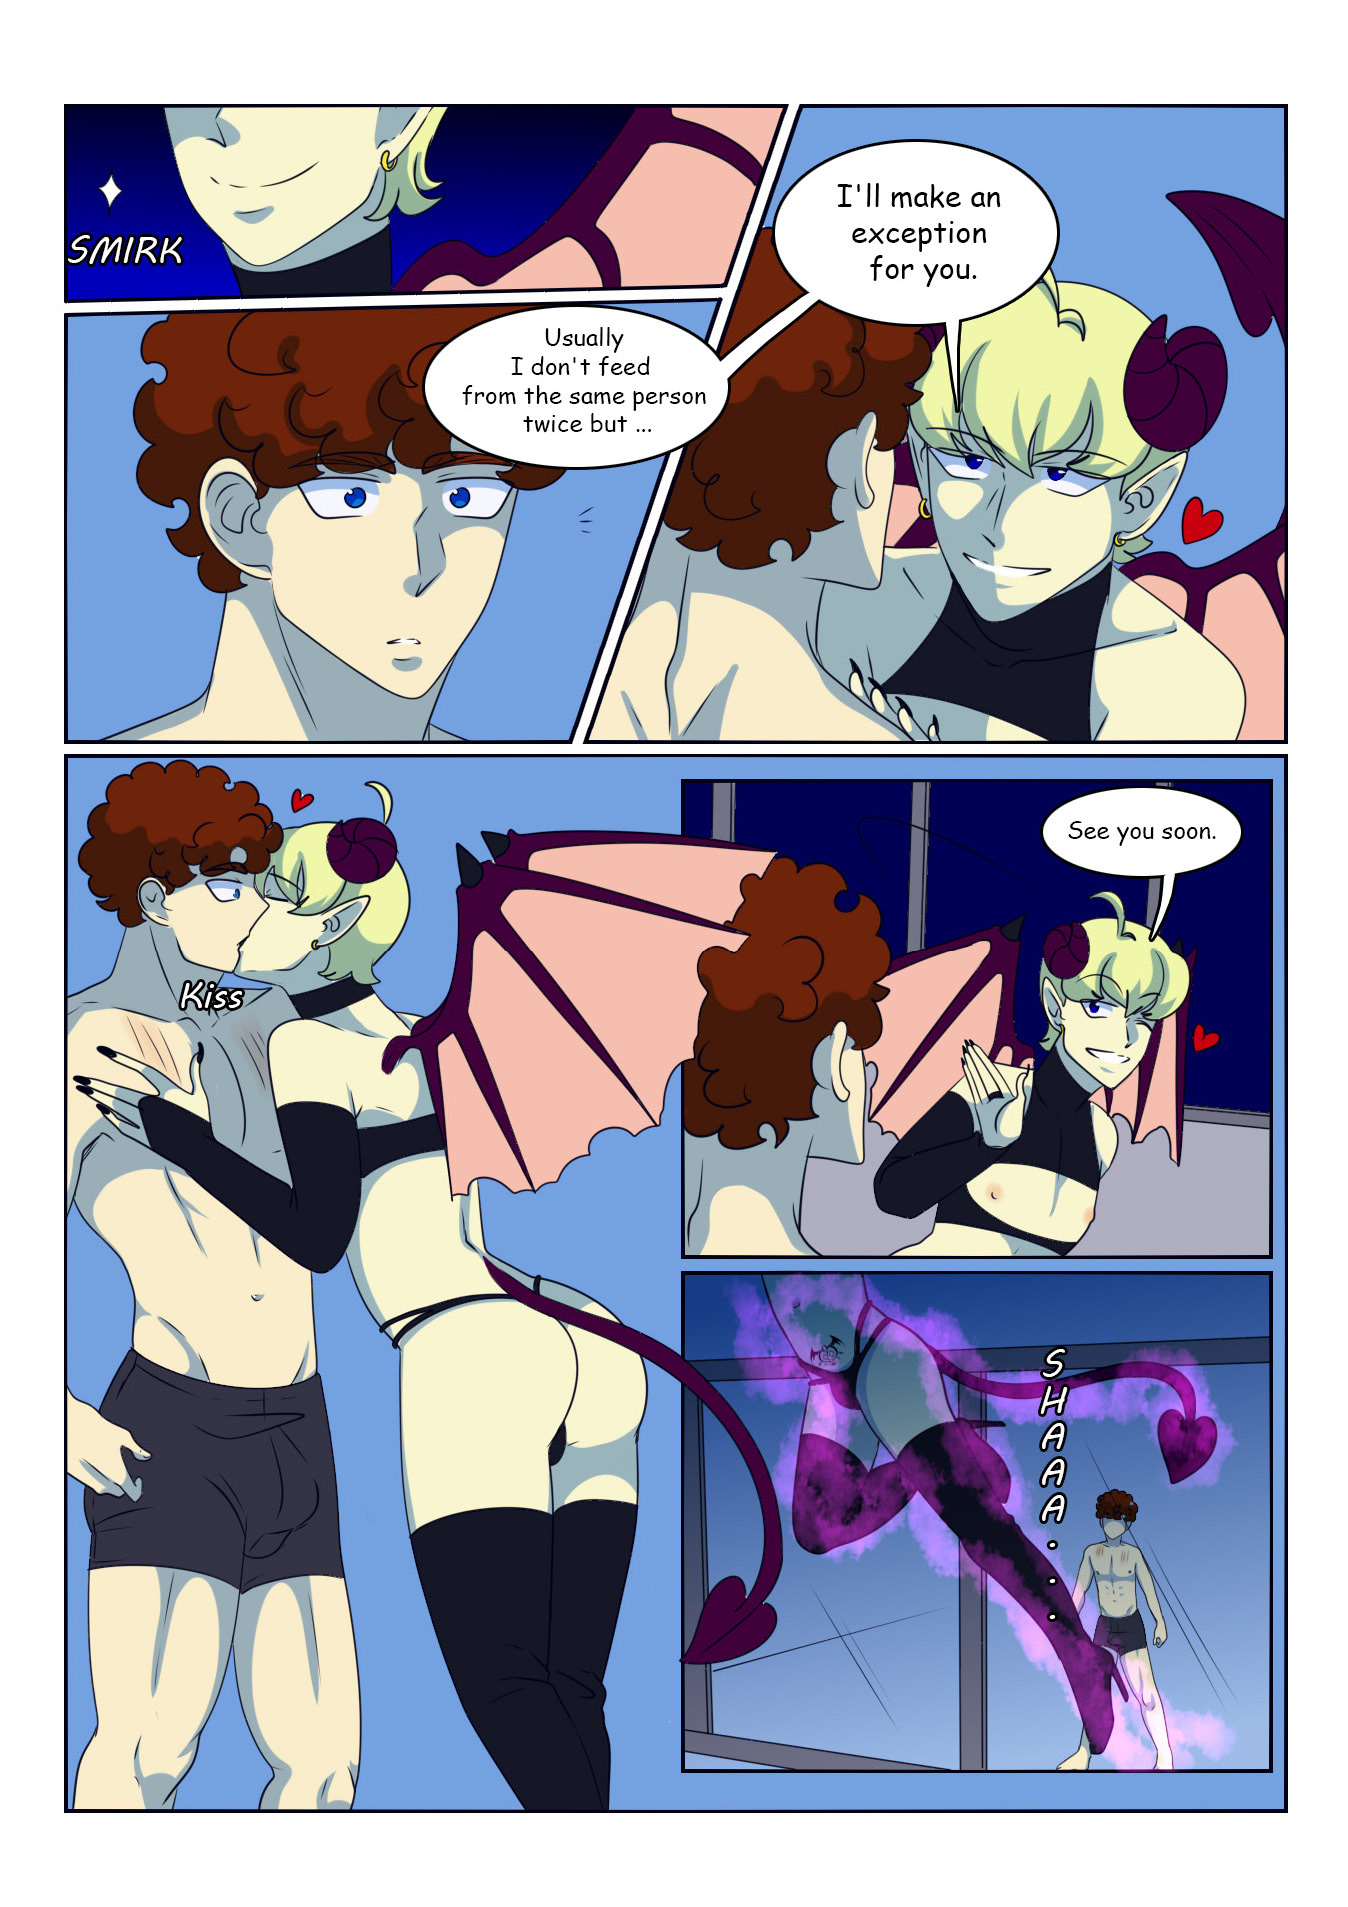 SMIRK
Usually
I don't feed
from the same person
twice but ...
I'll make an
exception
for you.
Kiss
See you soon.
SHAAA...